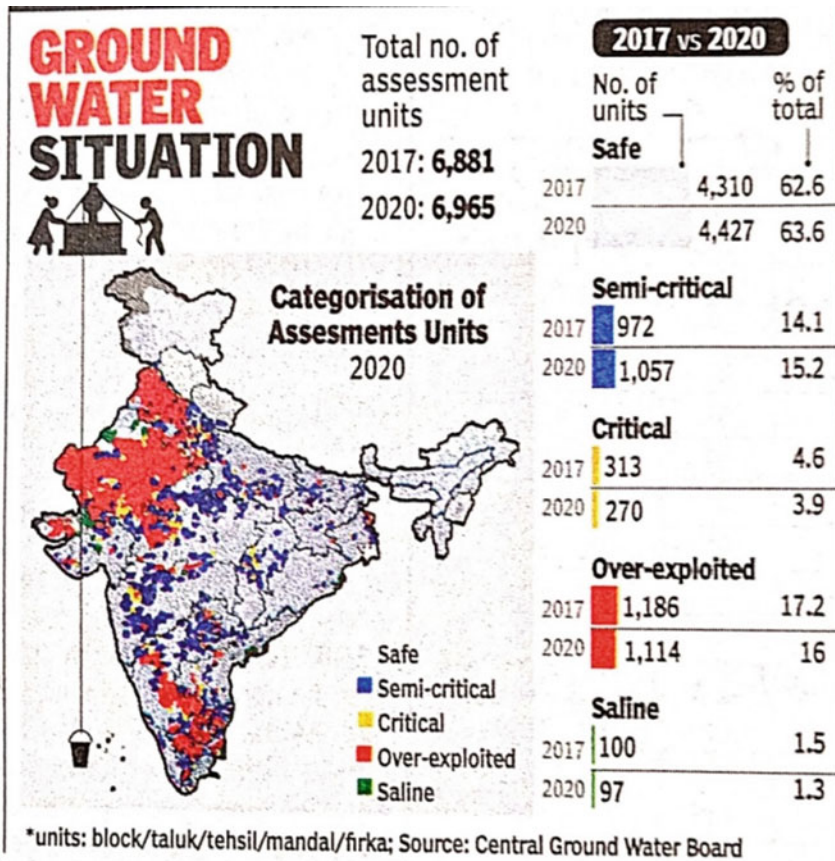 GROUND
WATER
SITUATION
Total no. of
assessment
units
2017: 6,881
2020: 6,965
Categorisation of
Assesments Units
2020
Safe
Semi-critical
Critical
Over-exploited
Saline
2017 vs 2020
No. of
units
% of
total
Safe
2017 4,310 62.6
2020 4,427 63.6
Semi-critical
2017 972 14.1
2020 1,057 15.2
Critical
2017 313 4.6
2020 270 3.9
Over-exploited
2017 1,186 17.2
2020 1,114 16
Saline
2017 100 1.5
2020 97 1.3
*units: block/taluk/tehsil/mandal/firka; Source: Central Ground Water Board